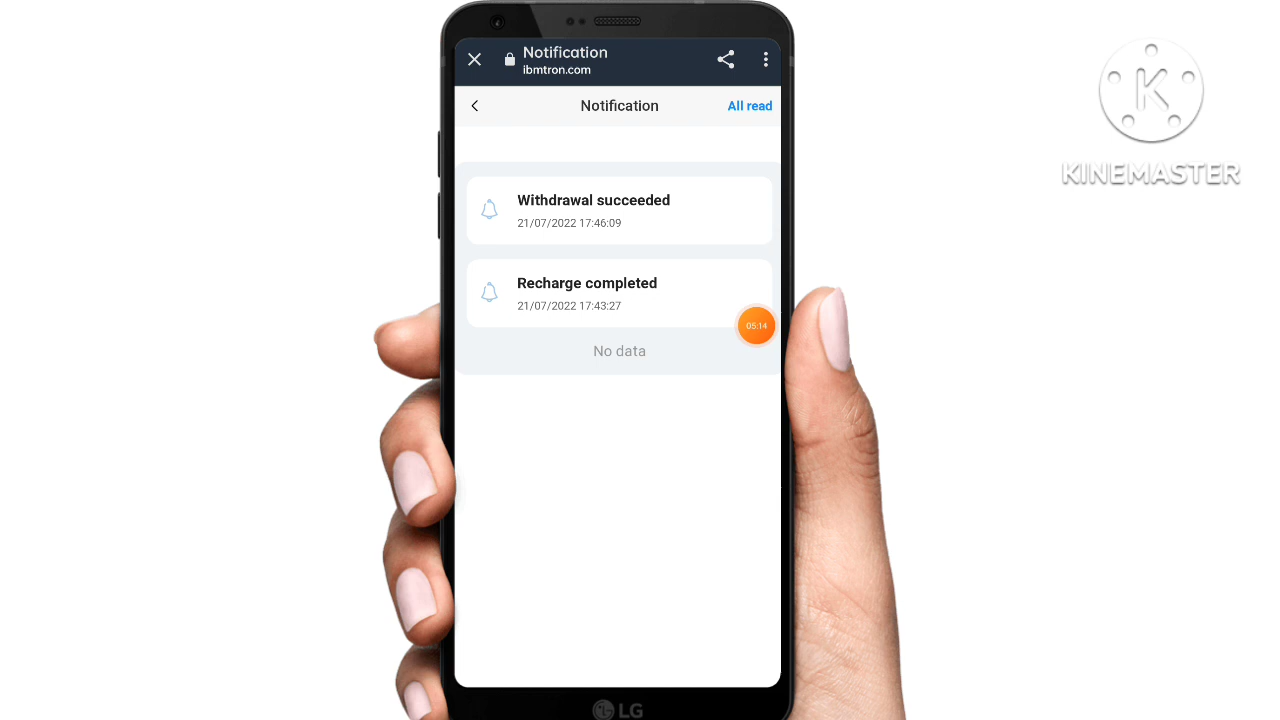 Notification
ibmtron.com
Notification
All read
Withdrawal succeeded
21/07/2022 17:46:09
Recharge completed
21/07/2022 17:43:27
05:14
No data
LG
K
KINEMASTER